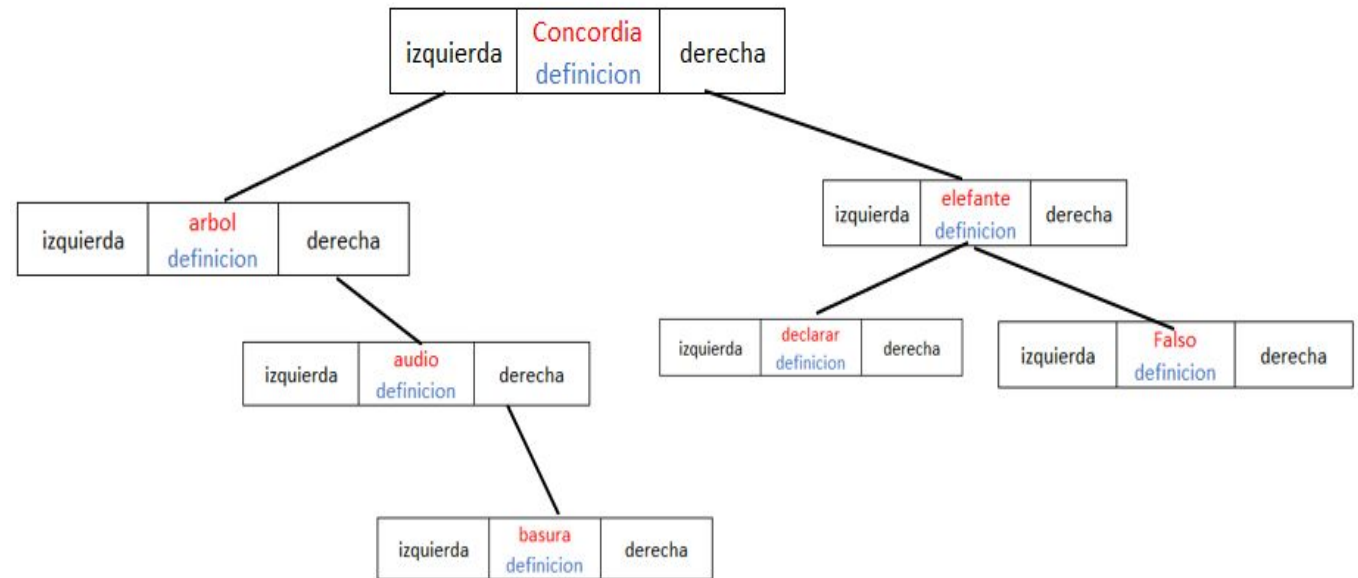 izquierda Concordia derecha
definicion
izquierda elefante derecha
definicion
izquierda arbol derecha
definicion
izquierda declarar derecha
definicion
izquierda Falso derecha
definicion
izquierda audio derecha
definicion
izquierda basura derecha
definicion